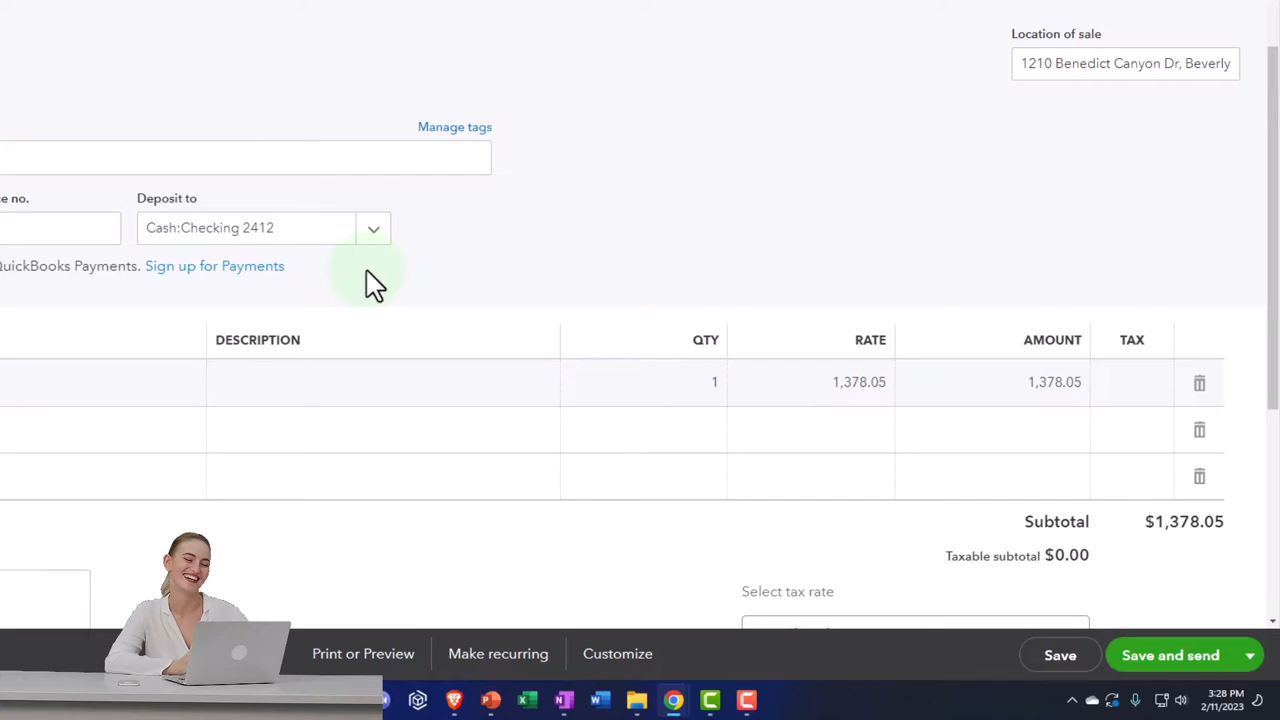 Location of sale
1210 Benedict Canyon Dr, Beverly
Manage tags
ce no.
Deposit to
Cash:Checking 2412
QuickBooks Payments. Sign up for Payments
DESCRIPTION QTY RATE AMOUNT TAX
1 1,378.05 1,378.05
Subtotal $1,378.05
Taxable subtotal $0.00
Select tax rate
Print or Preview Make recurring Customize Save Save and send
3:28 PM
2/11/2023